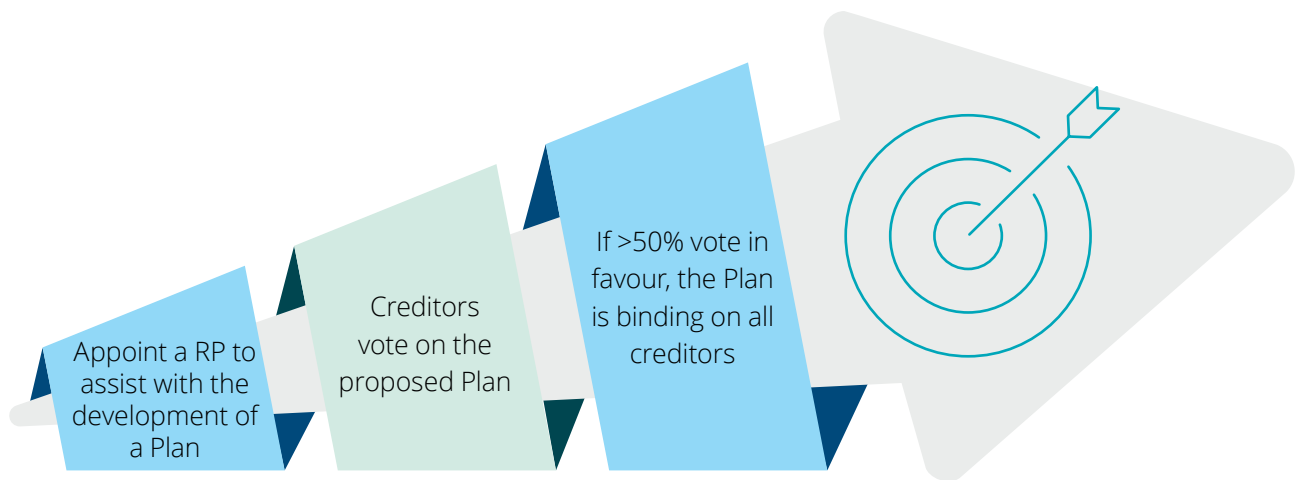 Appoint a RP to
assist with the
development of
a Plan
Creditors
vote on the
proposed Plan
If >50% vote in
favour, the Plan
is binding on all
creditors